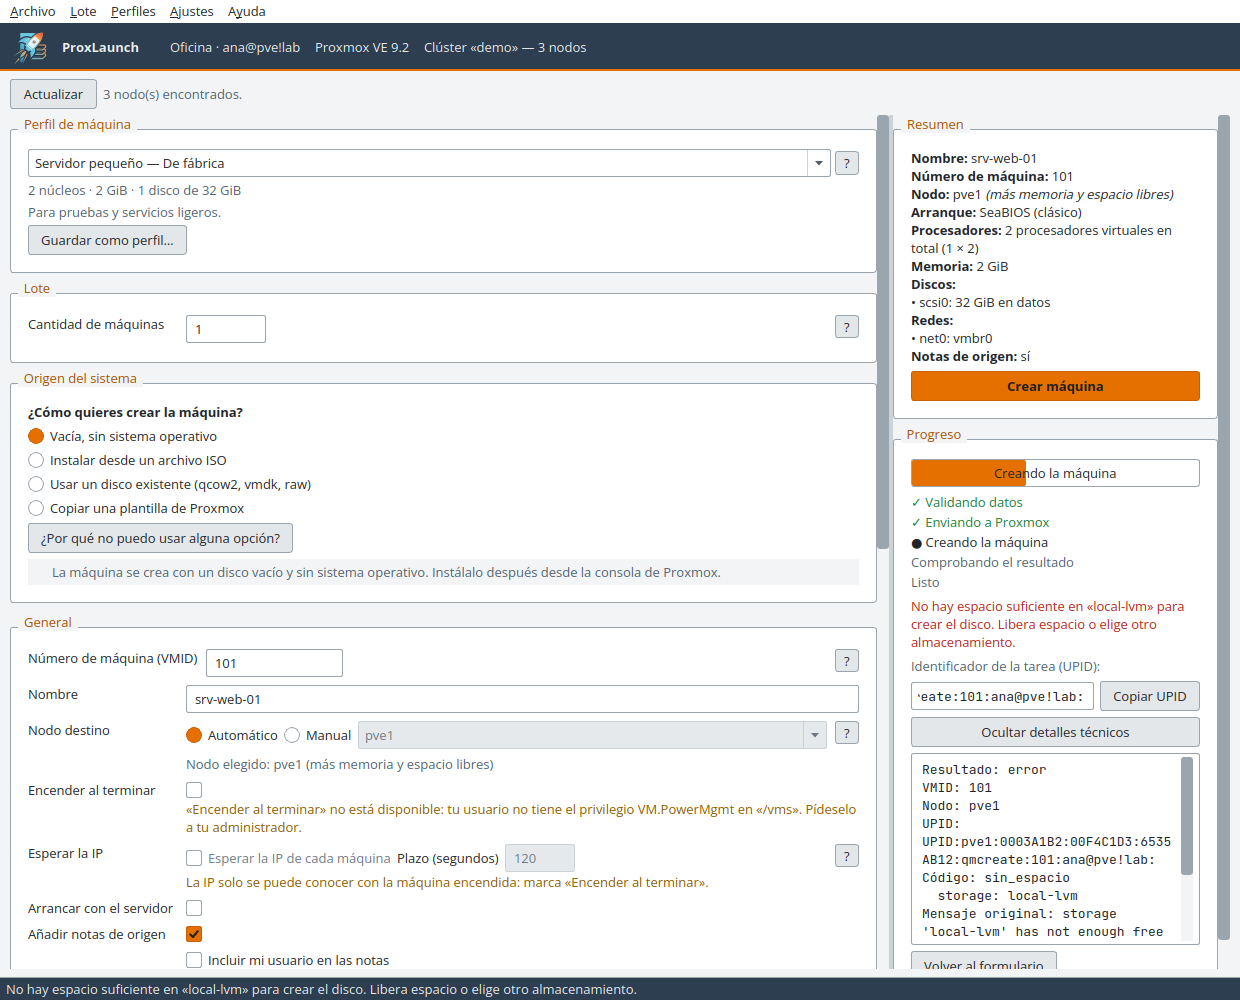 Archivo Lote Perfiles Ajustes Ayuda
ProxLaunch Oficina · ana@pve!lab Proxmox VE 9.2 Clúster «demo» — 3 nodos
Actualizar 3 nodo(s) encontrados.
Perfil de máquina
Servidor pequeño — De fábrica ?
2 núcleos · 2 GiB · 1 disco de 32 GiB
Para pruebas y servicios ligeros.
Guardar como perfil...
Lote
Cantidad de máquinas 1 ?
Origen del sistema
¿Cómo quieres crear la máquina?
Vacía, sin sistema operativo
Instalar desde un archivo ISO
Usar un disco existente (qcow2, vmdk, raw)
Copiar una plantilla de Proxmox
¿Por qué no puedo usar alguna opción?
La máquina se crea con un disco vacío y sin sistema operativo. Instálalo después desde la consola de Proxmox.
General
Número de máquina (VMID) 101 ?
Nombre srv-web-01
Nodo destino Automático Manual pve1 ?
Nodo elegido: pve1 (más memoria y espacio libres)
Encender al terminar
«Encender al terminar» no está disponible: tu usuario no tiene el privilegio VM.PowerMgmt en «/vms». Pídeselo
a tu administrador.
Esperar la IP Esperar la IP de cada máquina Plazo (segundos) 120 ?
La IP solo se puede conocer con la máquina encendida: marca «Encender al terminar».
Arrancar con el servidor
Añadir notas de origen
Incluir mi usuario en las notas
Resumen
Nombre: srv-web-01
Número de máquina: 101
Nodo: pve1 (más memoria y espacio libres)
Arranque: SeaBIOS (clásico)
Procesadores: 2 procesadores virtuales en
total (1 × 2)
Memoria: 2 GiB
Discos:
• scsi0: 32 GiB en datos
Redes:
• net0: vmbr0
Notas de origen: sí
Crear máquina
Progreso
Creando la máquina
✓ Validando datos
✓ Enviando a Proxmox
● Creando la máquina
Comprobando el resultado
Listo
No hay espacio suficiente en «local-lvm» para
crear el disco. Libera espacio o elige otro
almacenamiento.
Identificador de la tarea (UPID):
eate:101:ana@pve!lab: Copiar UPID
Ocultar detalles técnicos
Resultado: error
VMID: 101
Nodo: pve1
UPID:
UPID:pve1:0003A1B2:00F4C1D3:6535
AB12:qmcreate:101:ana@pve!lab:
Código: sin_espacio
storage: local-lvm
Mensaje original: storage
'local-lvm' has not enough free
Volver al formulario
No hay espacio suficiente en «local-lvm» para crear el disco. Libera espacio o elige otro almacenamiento.